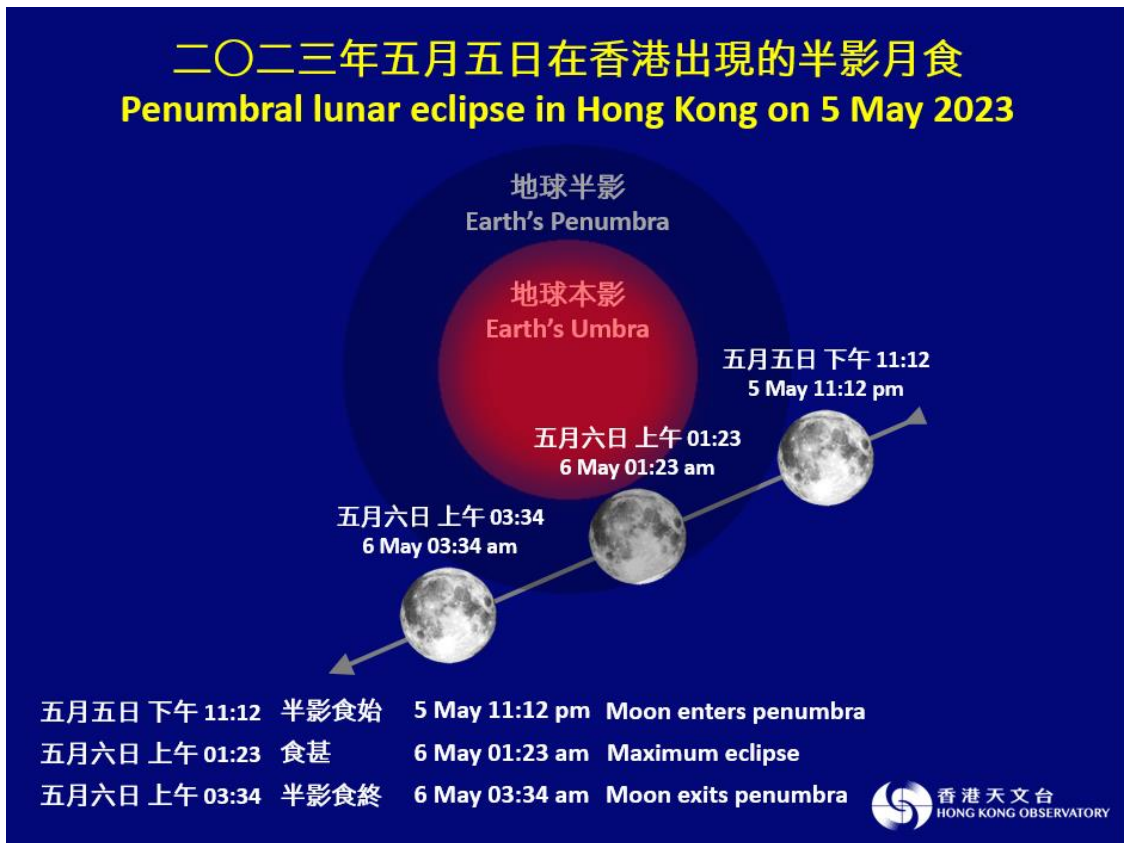 二〇二三年五月五日在香港出現的半影月食
Penumbral lunar eclipse in Hong Kong on 5 May 2023
地球半影
Earth's Penumbra
地球本影
Earth's Umbra
五月五日 下午 11:12
5 May 11:12 pm
五月六日 上午 01:23
6 May 01:23 am
五月六日 上午 03:34
6 May 03:34 am
五月五日 下午 11:12 半影食始 5 May 11:12 pm Moon enters penumbra
五月六日 上午 01:23 食甚 6 May 01:23 am Maximum eclipse
五月六日 上午 03:34 半影食終 6 May 03:34 am Moon exits penumbra
香港天文台
HONG KONG OBSERVATORY